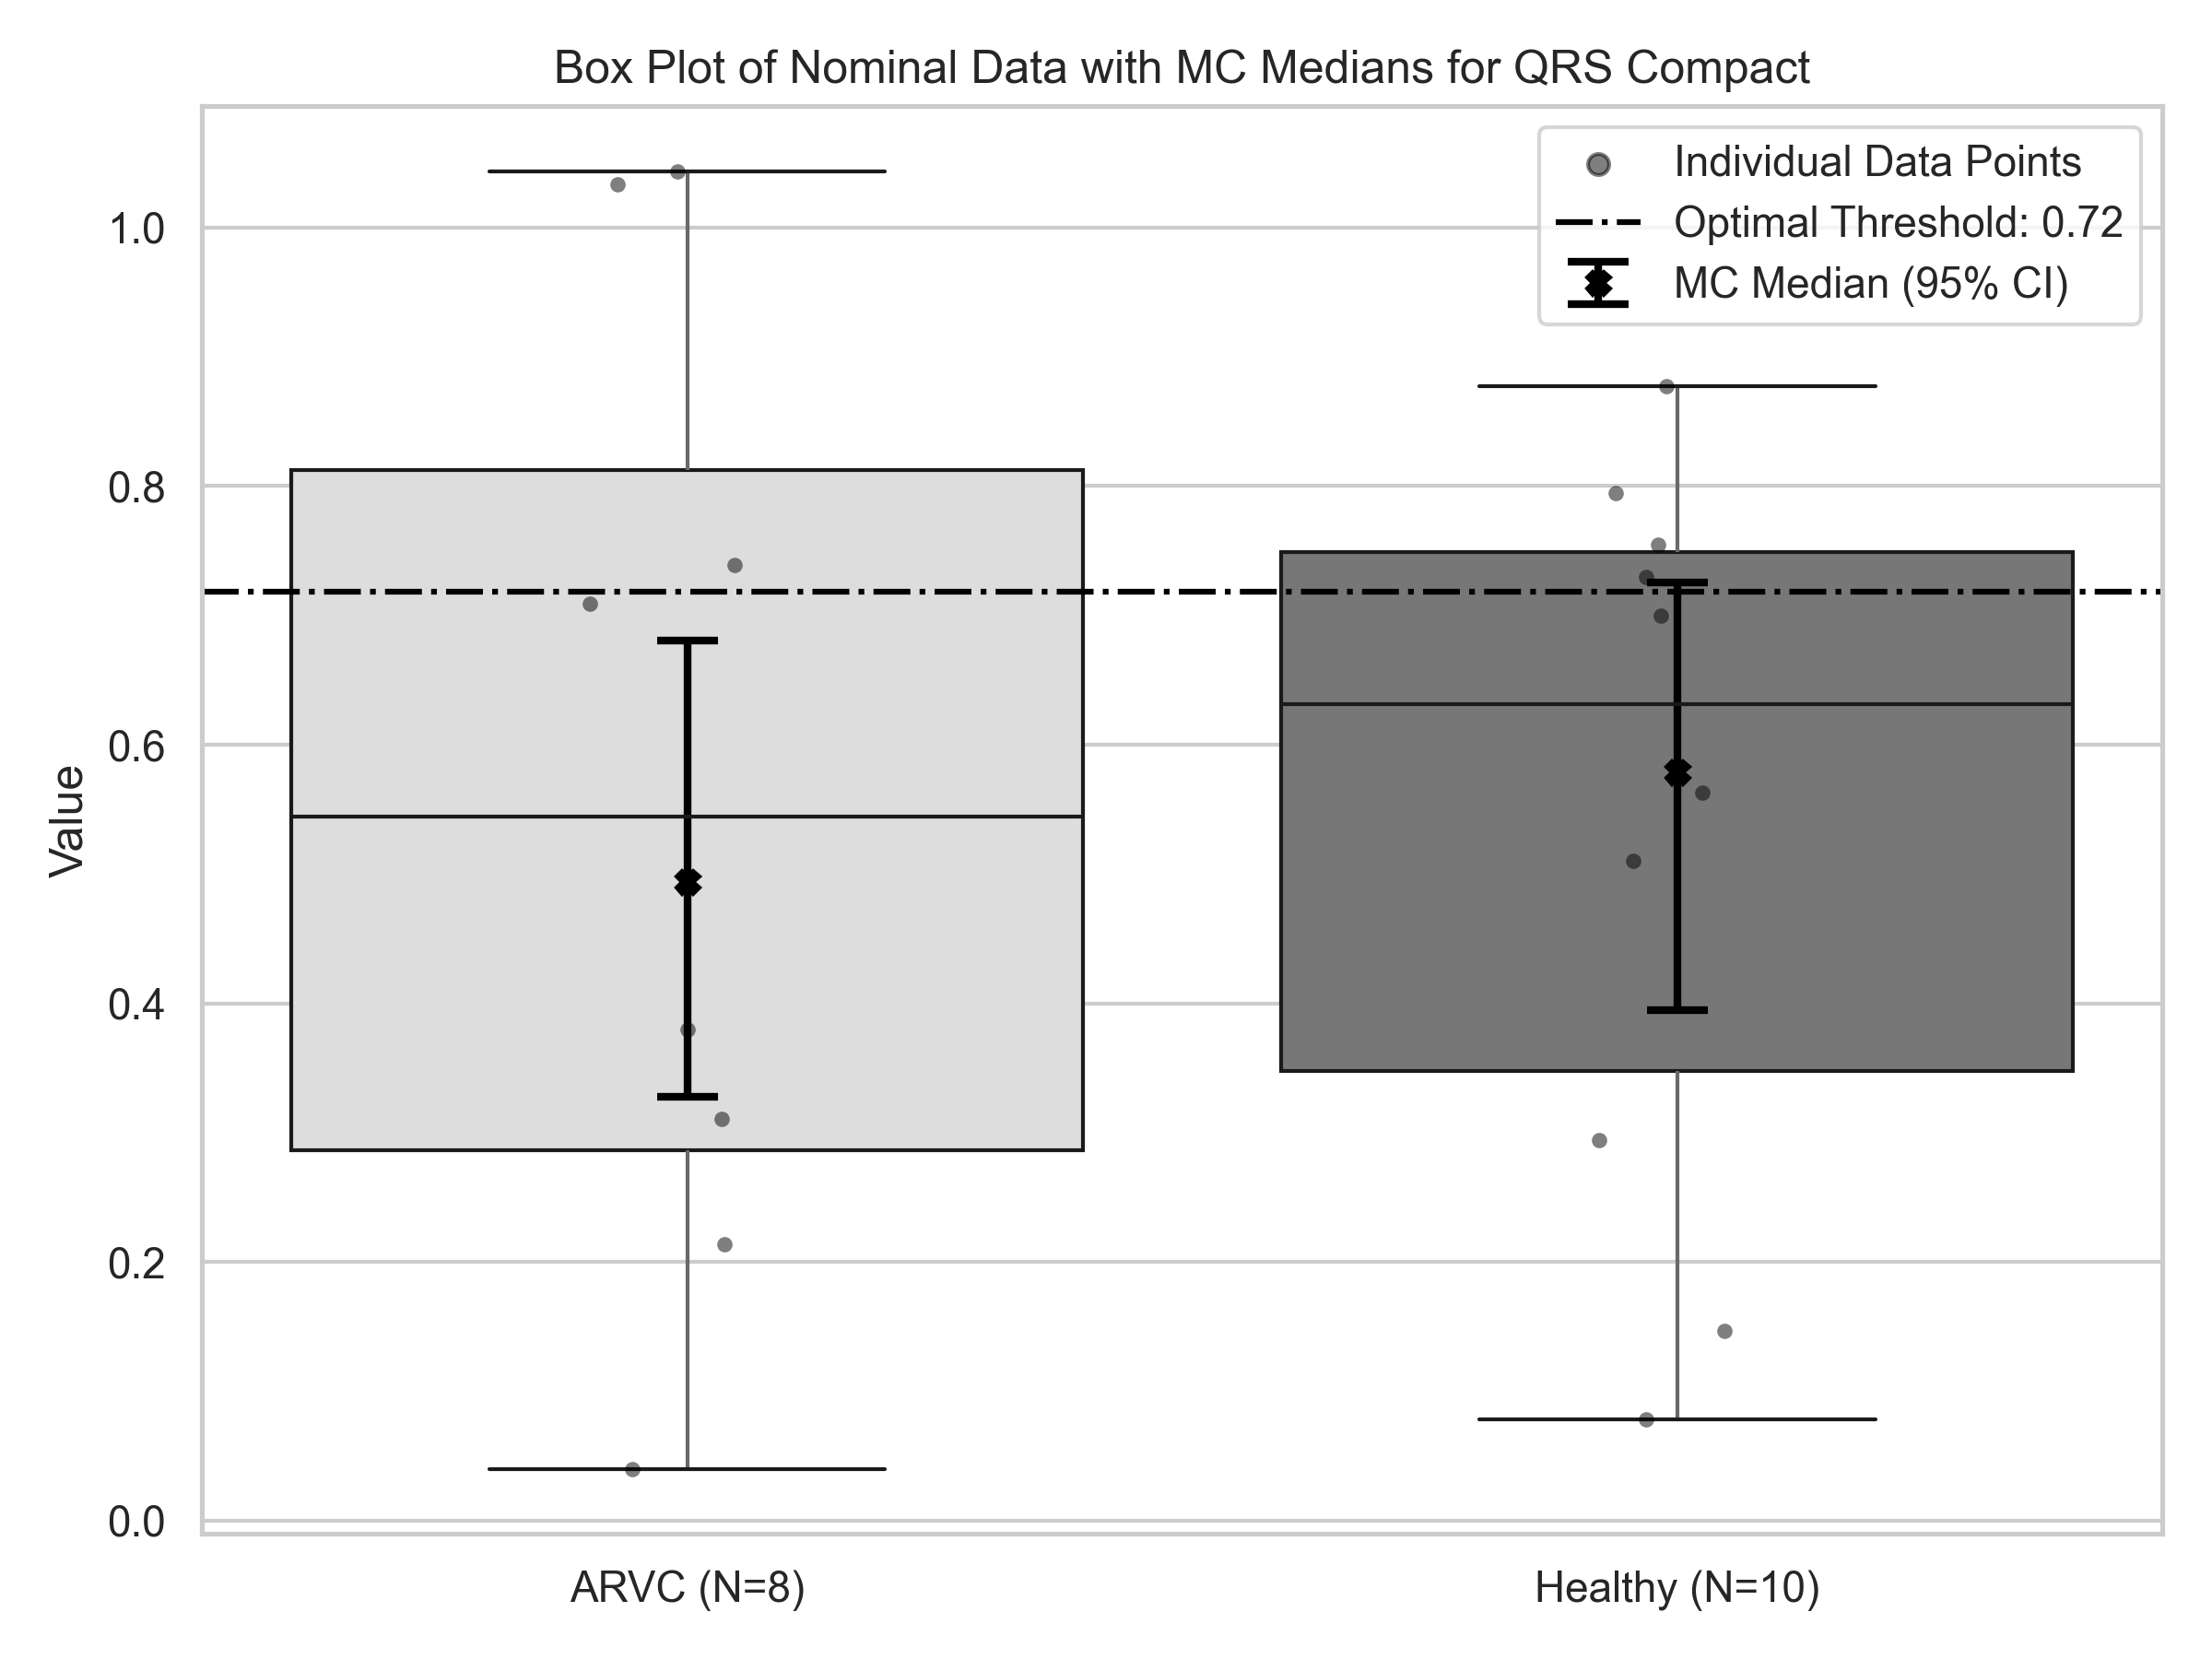 Box Plot of Nominal Data with MC Medians for QRS Compact
Individual Data Points
Optimal Threshold: 0.72
MC Median (95% CI)
Value
1.0
0.8
0.6
0.4
0.2
0.0
ARVC (N=8)
Healthy (N=10)